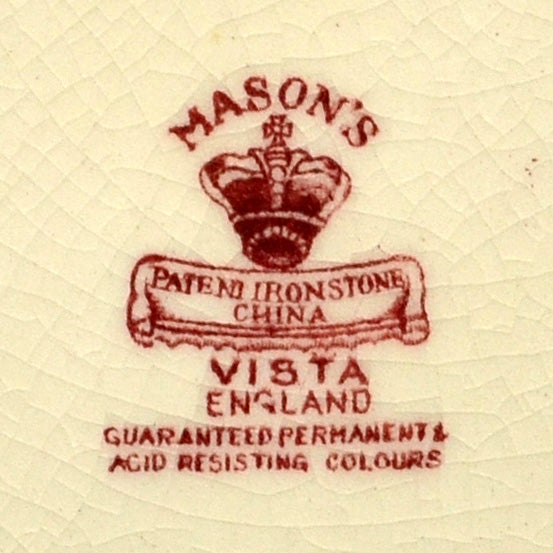 MASON'S
PATENT IRONSTONE
CHINA
VISTA
ENGLAND
GUARANTEED PERMANENT &
ACID RESISTING COLOURS